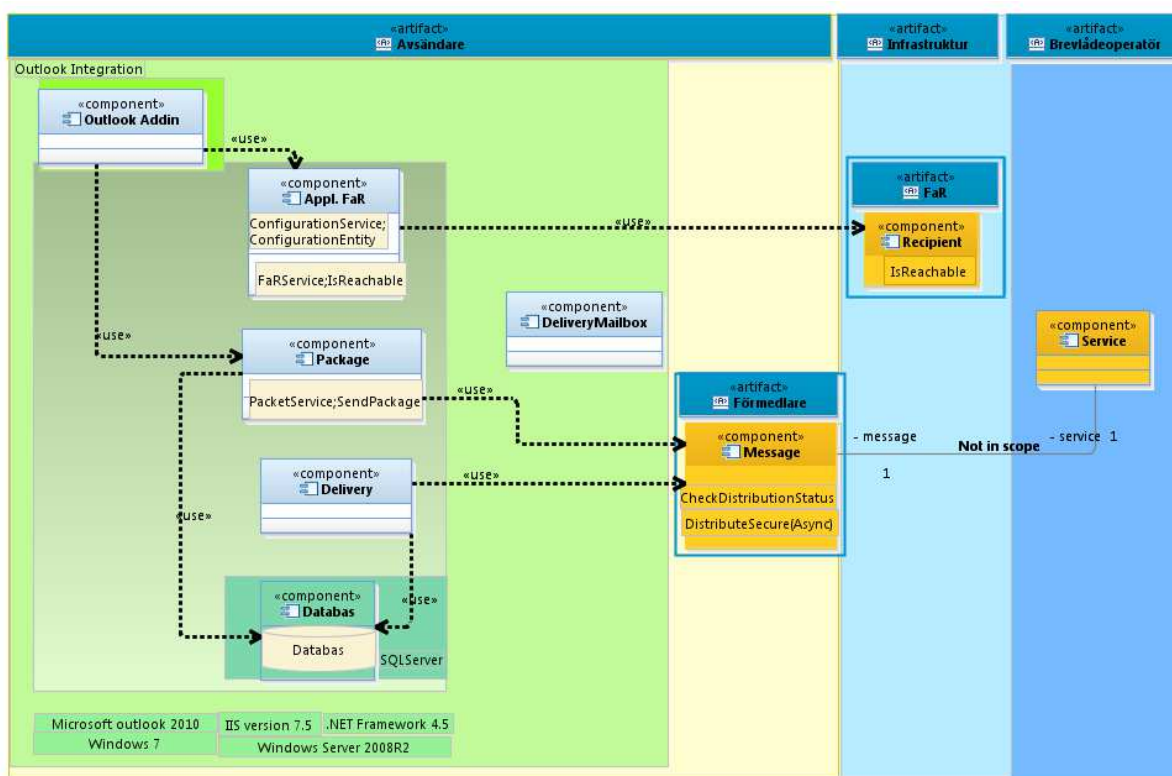 «artifact»
Avsändare
«artifact»
Infrastruktur
«artifact»
Brevlådeoperatör
Outlook Integration
«component»
Outlook Addin
«use»
«component»
Appl. FaR
ConfigurationService;
ConfigurationEntity
FaRService;IsReachable
«use»
«artifact»
FaR
«component»
Recipient
IsReachable
«component»
DeliveryMailbox
«component»
Service
«use»
«component»
Package
PacketService;SendPackage
«use»
«artifact»
Förmedlare
«component»
Message
CheckDistributionStatus
DistributeSecure(Async)
- message
1
Not in scope
- service 1
«component»
Delivery
«use»
«use»
«component»
Databas
«use»
Databas
SQLServer
Microsoft outlook 2010
IIS version 7.5
.NET Framework 4.5
Windows 7
Windows Server 2008R2